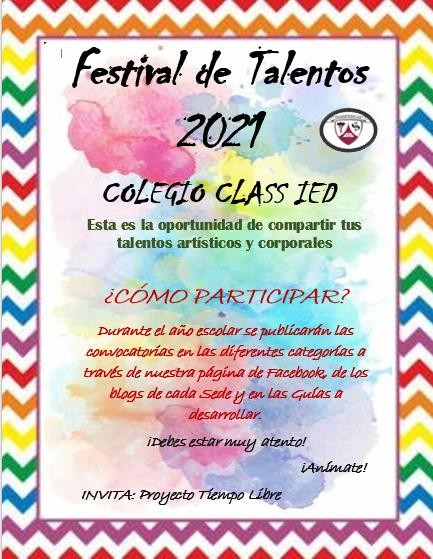 Festival de Talentos
2021
COLEGIO CLASS IED
Esta es la oportunidad de compartir tus
talentos artísticos y corporales
¿CÓMO PARTICIPAR?
Durante el año escolar se publicarán las
convocatorias en las diferentes categorías a
través de nuestra página de Facebook, de los
blogs de cada Sede y en las Guías a
desarrollar.
¡Debes estar muy atento!
¡Anímate!
INVITA: Proyecto Tiempo Libre